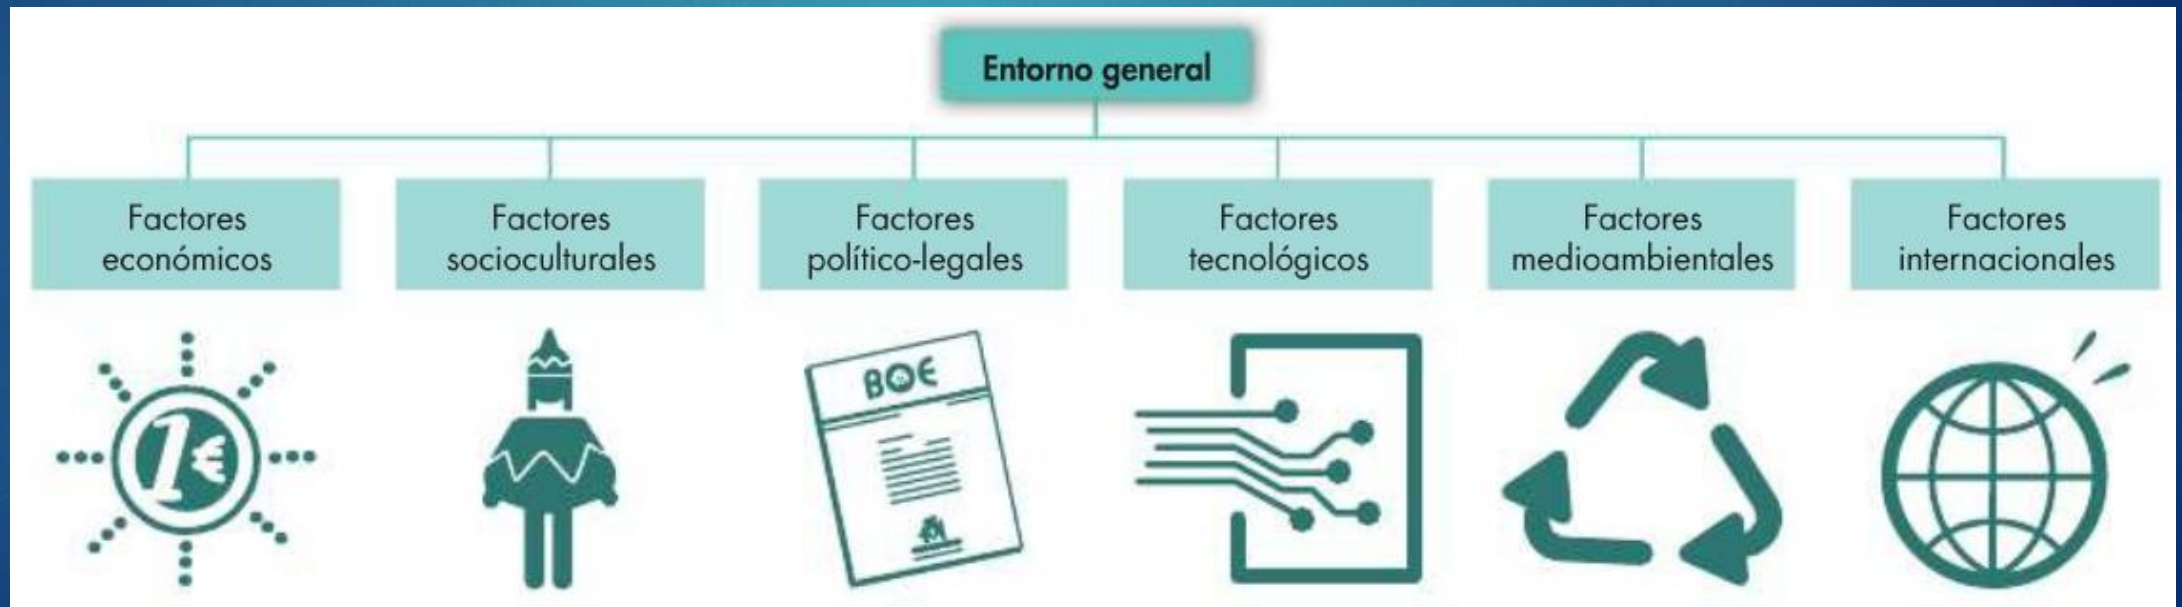 Entorno general
Factores
económicos
Factores
socioculturales
Factores
político-legales
Factores
tecnológicos
Factores
medioambientales
Factores
internacionales
1€
BOE